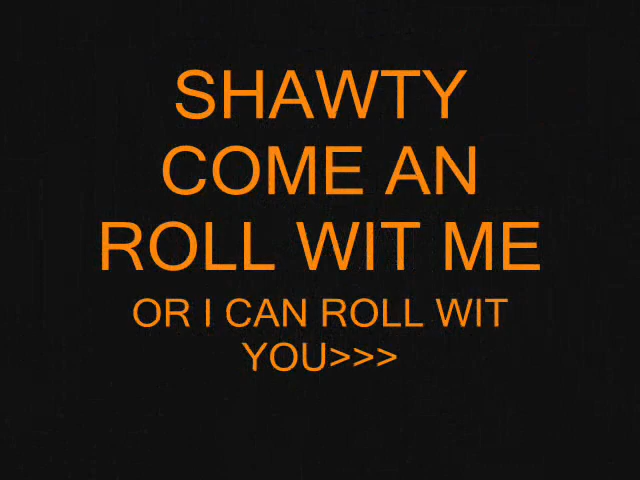 SHAWTY
COME AN
ROLL WIT ME
OR I CAN ROLL WIT
YOU>>>